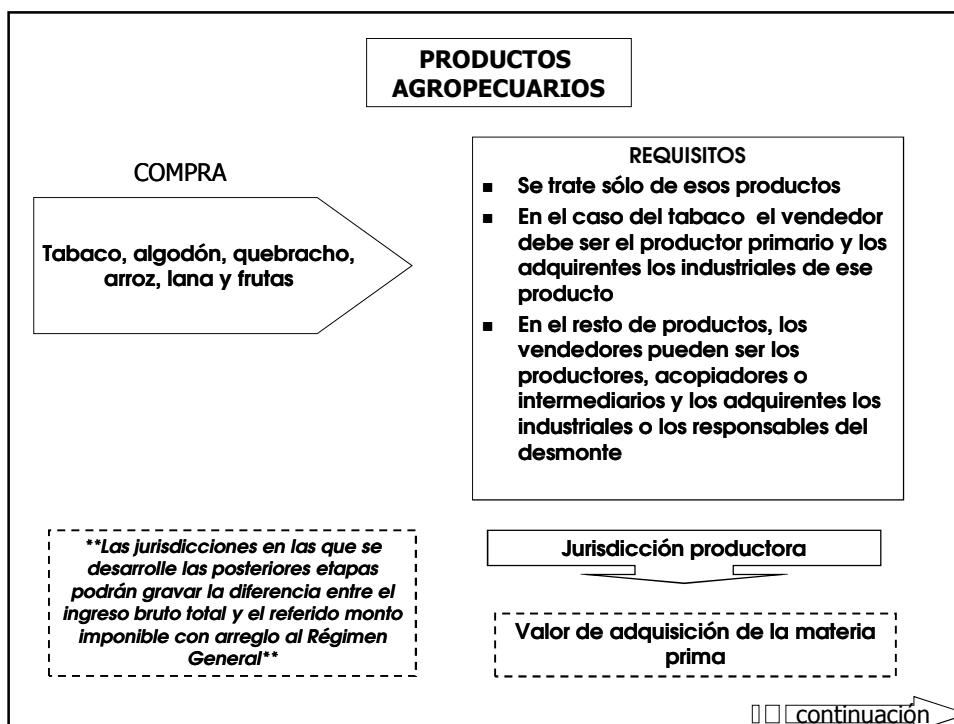 PRODUCTOS
AGROPECUARIOS
COMPRA
Tabaco, algodón, quebracho,
arroz, lana y frutas
REQUISITOS
▪ Se trate sólo de esos productos
▪ En el caso del tabaco el vendedor
debe ser el productor primario y los
adquirentes los industriales de ese
producto
▪ En el resto de productos, los
vendedores pueden ser los
productores, acopiadores o
intermediarios y los adquirentes los
industriales o los responsables del
desmonte
**Las jurisdicciones en las que se
desarrolle las posteriores etapas
podrán gravar la diferencia entre el
ingreso bruto total y el referido monto
imponible con arreglo al Régimen
General**
Jurisdicción productora
Valor de adquisición de la materia
prima
continuación